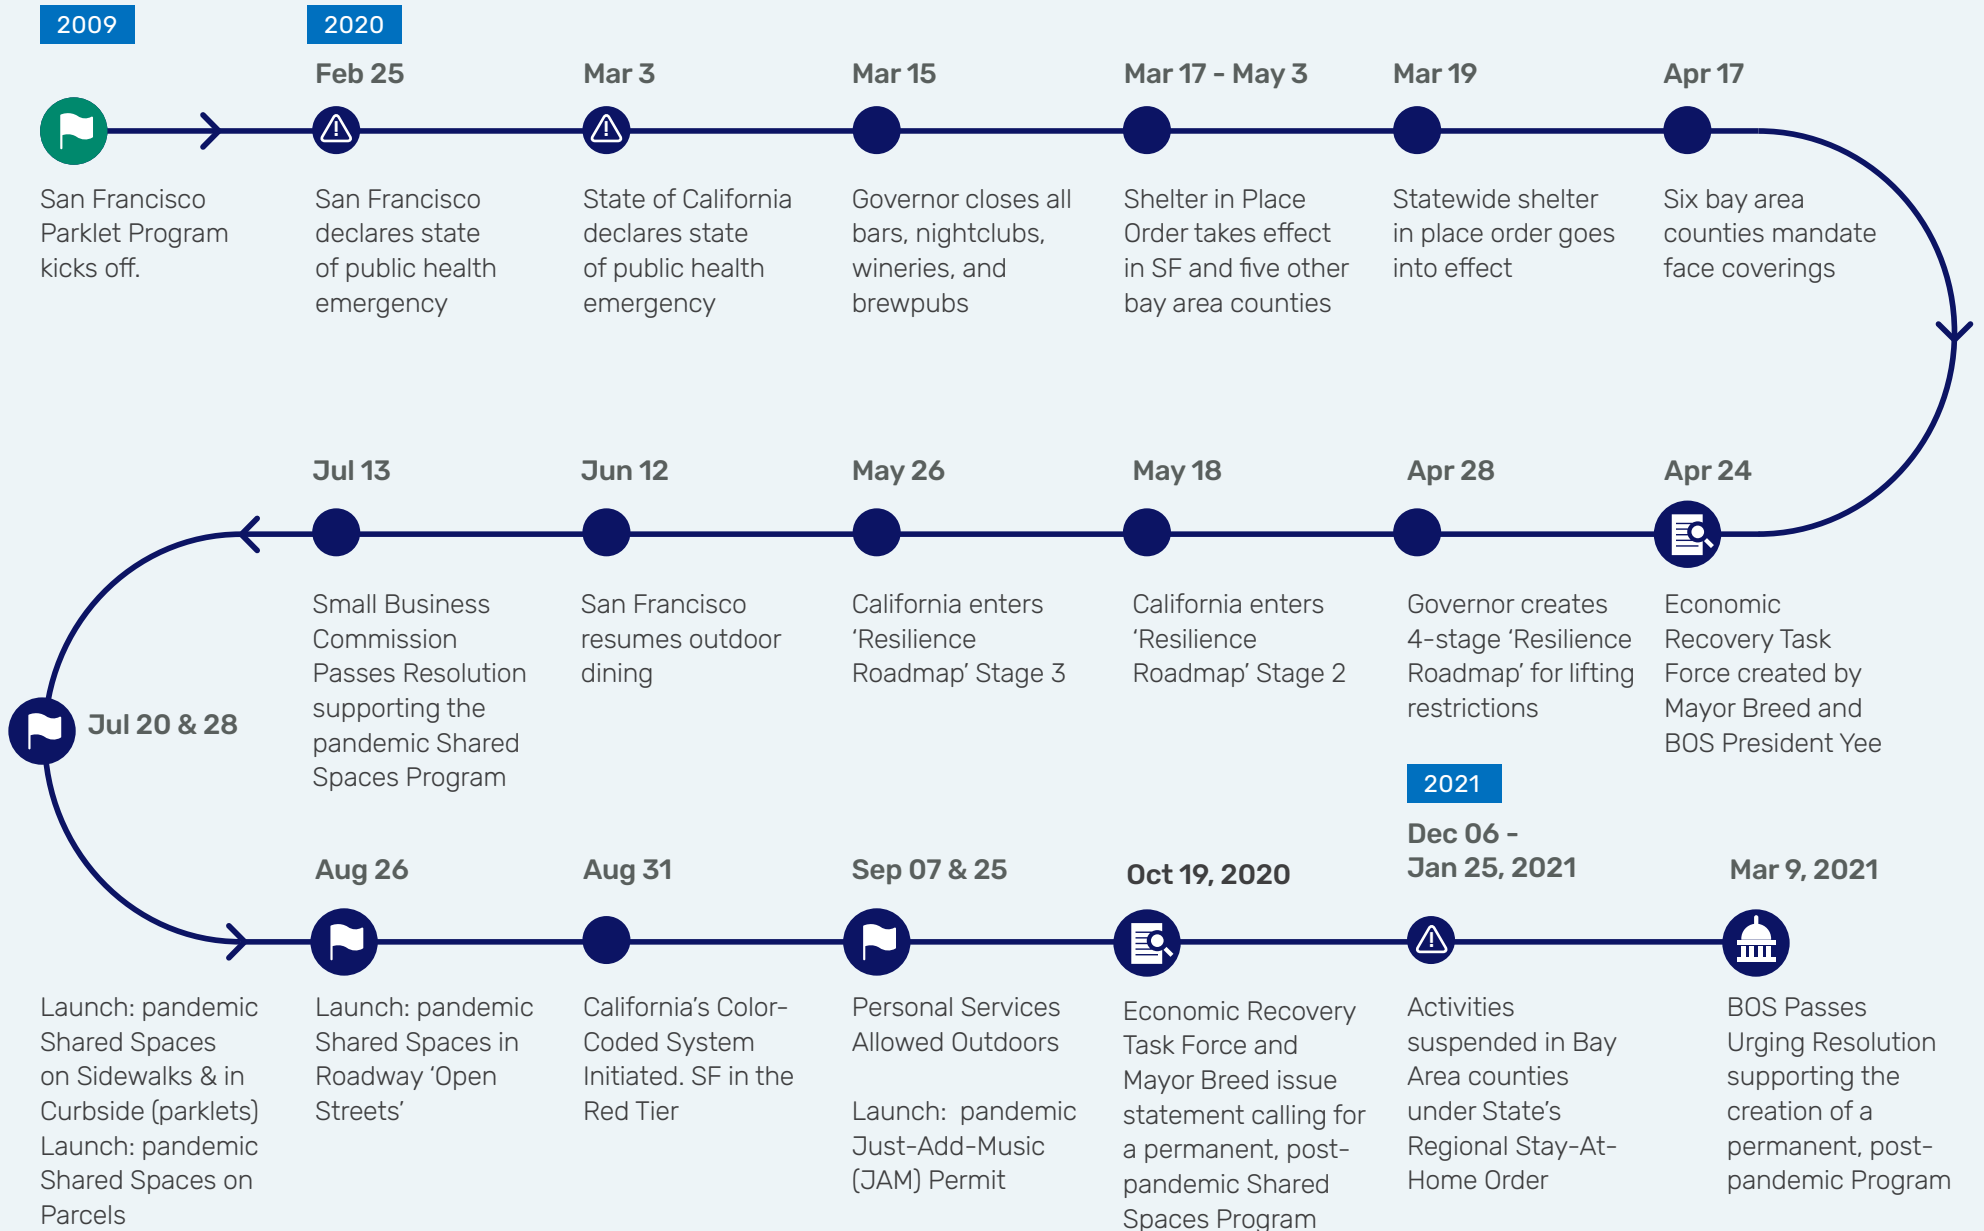 2009
San Francisco
Parklet Program
kicks off.
2020
Feb 25
San Francisco
declares state
of public health
emergency
Mar 3
State of California
declares state
of public health
emergency
Mar 15
Governor closes all
bars, nightclubs,
wineries, and
brewpubs
Mar 17 - May 3
Shelter in Place
Order takes effect
in SF and five other
bay area counties
Mar 19
Statewide shelter
in place order goes
into effect
Apr 17
Six bay area
counties mandate
face coverings
Apr 24
Economic
Recovery Task
Force created by
Mayor Breed and
BOS President Yee
Apr 28
Governor creates
4-stage ‘Resilience
Roadmap’ for lifting
restrictions
May 18
California enters
‘Resilience
Roadmap’ Stage 2
May 26
California enters
‘Resilience
Roadmap’ Stage 3
Jun 12
San Francisco
resumes outdoor
dining
Jul 13
Small Business
Commission
Passes Resolution
supporting the
pandemic Shared
Spaces Program
Jul 20 & 28
Launch: pandemic
Shared Spaces
on Sidewalks & in
Curbside (parklets)
Launch: pandemic
Shared Spaces on
Parcels
Aug 26
Launch: pandemic
Shared Spaces in
Roadway ‘Open
Streets’
Aug 31
California’s Color-
Coded System
Initiated. SF in the
Red Tier
Sep 07 & 25
Personal Services
Allowed Outdoors
Launch: pandemic
Just-Add-Music
(JAM) Permit
Oct 19, 2020
Economic Recovery
Task Force and
Mayor Breed issue
statement calling for
a permanent, post-
pandemic Shared
Spaces Program
2021
Dec 06 -
Jan 25, 2021
Activities
suspended in Bay
Area counties
under State’s
Regional Stay-At-
Home Order
Mar 9, 2021
BOS Passes
Urging Resolution
supporting the
creation of a
permanent, post-
pandemic Program